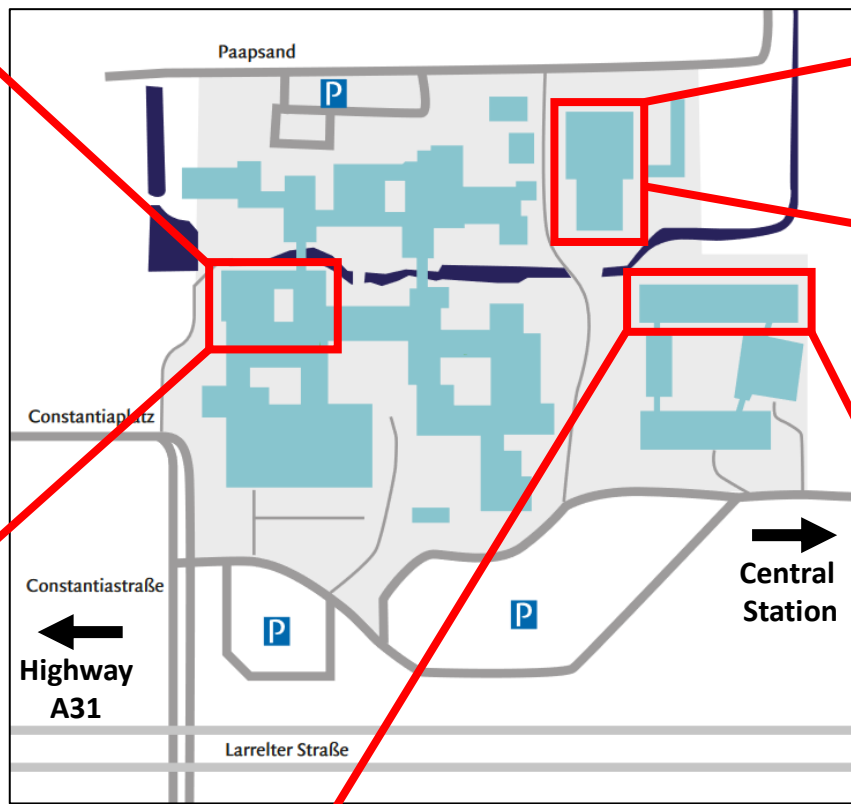 Paapsand
P
Constantiaplatz
Central
Station
Constantiastraße
P
P
Highway
A31
Larrelter Straße